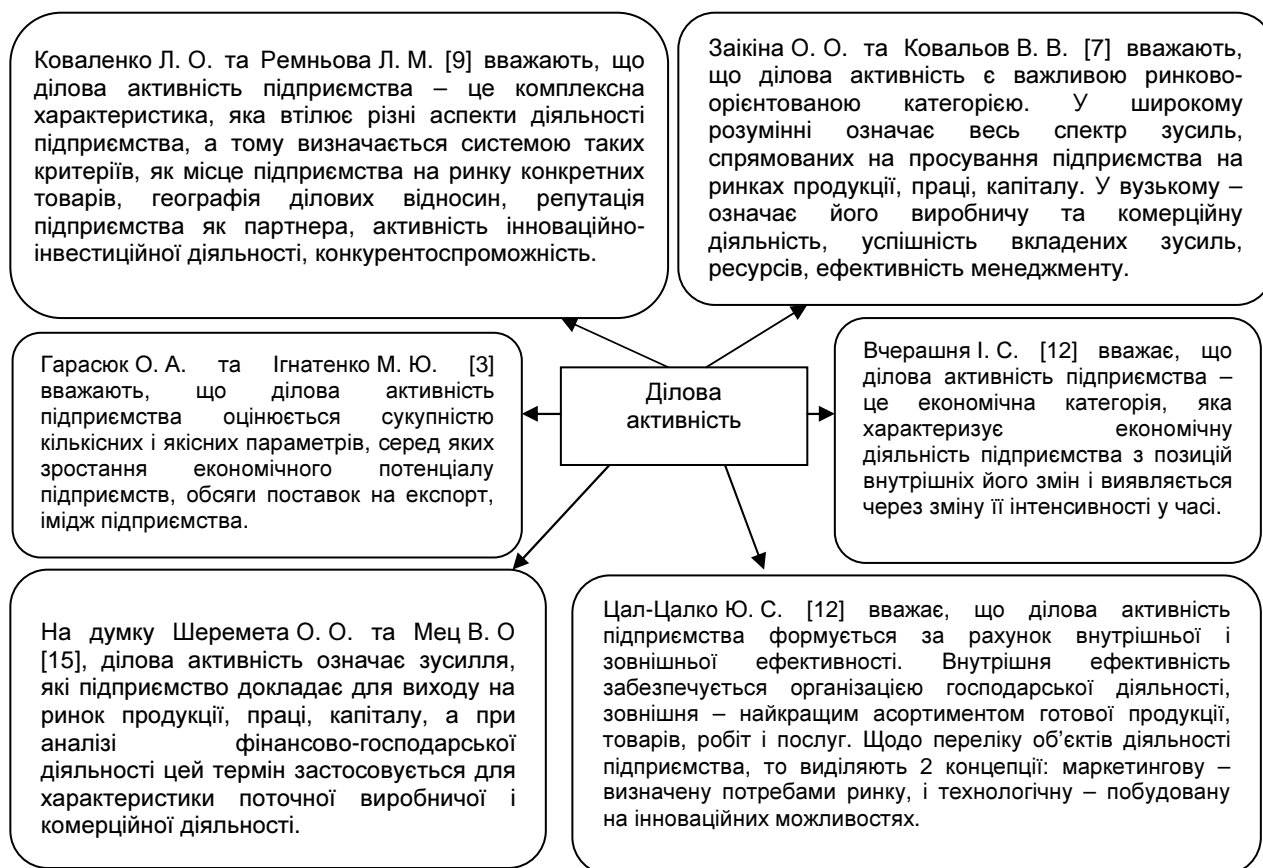 Коваленко Л. О. та Ремньова Л. М. [9] вважають, що
ділова активність підприємства – це комплексна
характеристика, яка втілює різні аспекти діяльності
підприємства, а тому визначається системою таких
критеріїв, як місце підприємства на ринку конкретних
товарів, географія ділових відносин, репутація
підприємства як партнера, активність інноваційно-
інвестиційної діяльності, конкурентоспроможність.
Заікіна О. О. та Ковальов В. В. [7] вважають,
що ділова активність є важливою ринково-
орієнтованою категорією. У широкому
розумінні означає весь спектр зусиль,
спрямованих на просування підприємства на
ринках продукції, праці, капіталу. У вузькому –
означає його виробничу та комерційну
діяльність, успішність вкладених зусиль,
ресурсів, ефективність менеджменту.
Гарасюк О. А. та Ігнатенко М. Ю. [3]
вважають, що ділова активність
підприємства оцінюється сукупністю
кількісних і якісних параметрів, серед яких
зростання економічного потенціалу
підприємств, обсяги поставок на експорт,
імідж підприємства.
Ділова
активність
Вчерашня І. С. [12] вважає, що
ділова активність підприємства –
це економічна категорія, яка
характеризує економічну
діяльність підприємства з позицій
внутрішніх його змін і виявляється
через зміну її інтенсивності у часі.
На думку Шеремета О. О. та Мец В. О
[15], ділова активність означає зусилля,
які підприємство докладає для виходу на
ринок продукції, праці, капіталу, а при
аналізі фінансово-господарської
діяльності цей термін застосовується для
характеристики поточної виробничої і
комерційної діяльності.
Цал-Цалко Ю. С. [12] вважає, що ділова активність
підприємства формується за рахунок внутрішньої і
зовнішньої ефективності. Внутрішня ефективність
забезпечується організацією господарської діяльності,
зовнішня – найкращим асортиментом готової продукції,
товарів, робіт і послуг. Щодо переліку об’єктів діяльності
підприємства, то виділяють 2 концепції: маркетингову –
визначену потребами ринку, і технологічну – побудовану
на інноваційних можливостях.